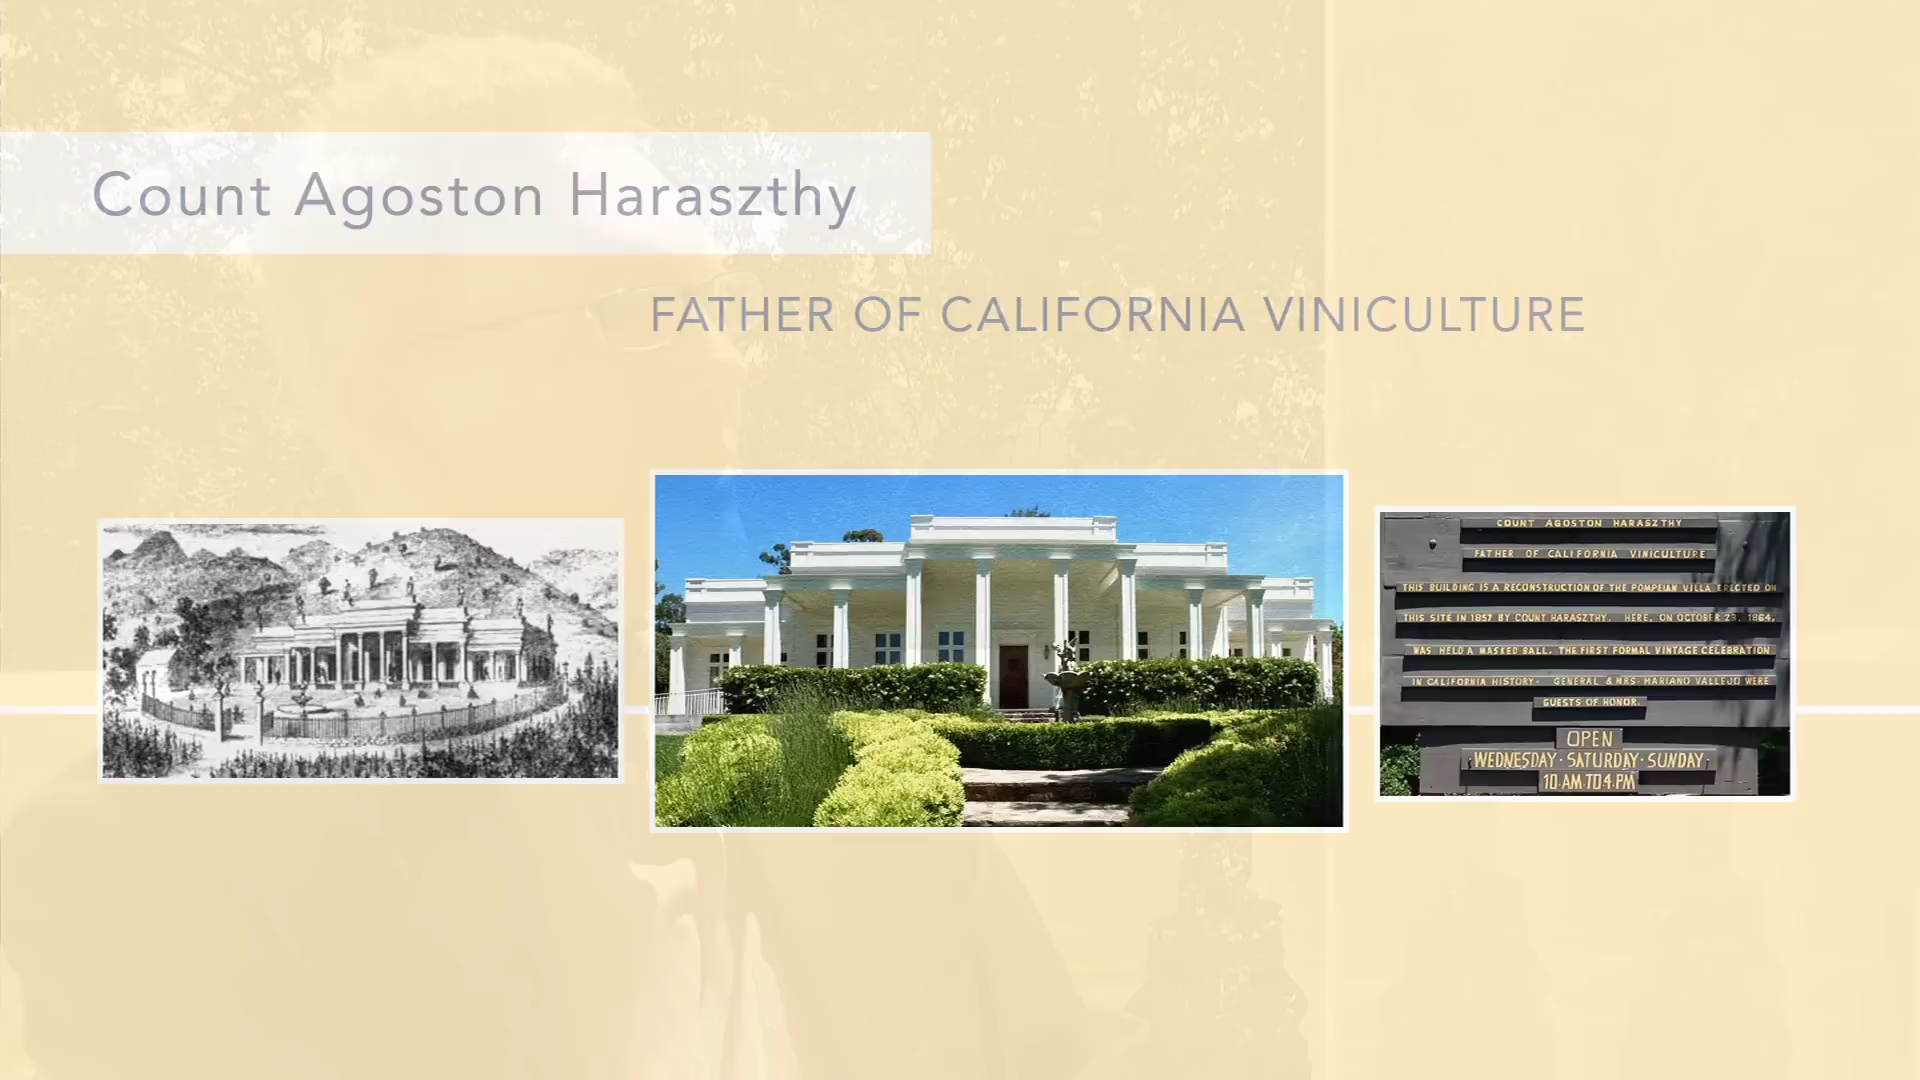 Count Agoston Haraszthy
FATHER OF CALIFORNIA VINICULTURE
COUNT AGOSTON HARASZTHY
FATHER OF CALIFORNIA VINICULTURE
THIS BUILDING IS A RECONSTRUCTION OF THE POMPEIAN VILLA ERECTED ON
THIS SITE IN 1857 BY COUNT HARASZTHY. HERE, ON OCTOBER 23, 1864,
WAS HELD A MASKED BALL, THE FIRST FORMAL VINTAGE CELEBRATION
IN CALIFORNIA HISTORY. GENERAL & MRS. MARIANO VALLEJO WERE
GUESTS OF HONOR.
OPEN
WEDNESDAY · SATURDAY · SUNDAY
10 AM TO 4 PM